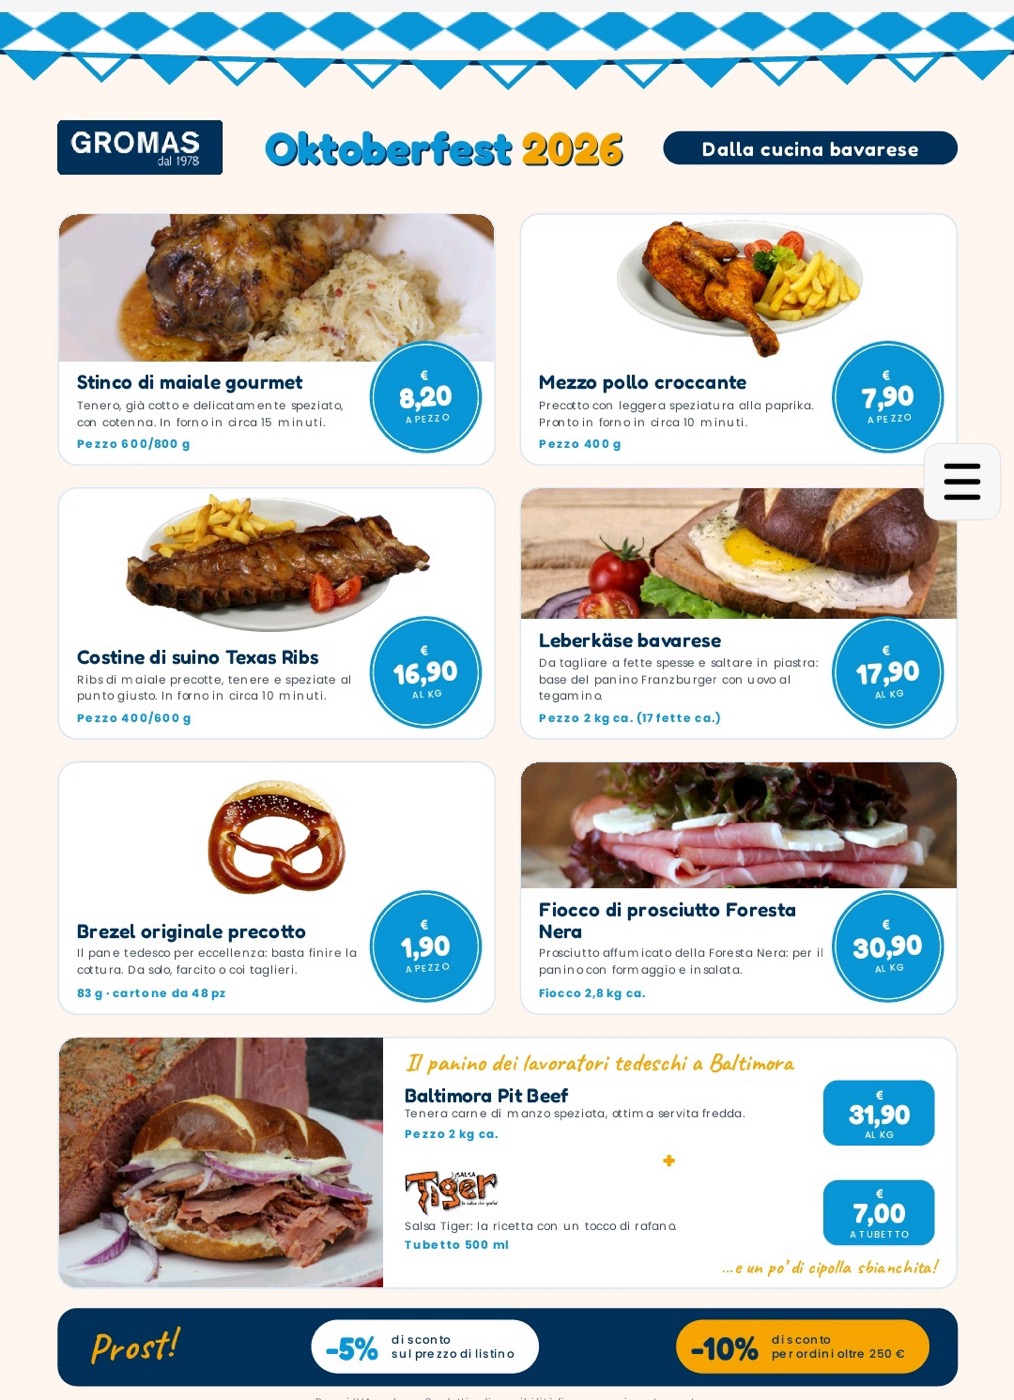 GROMAS
dal 1978
Oktoberfest 2026
Dalla cucina bavarese
Stinco di maiale gourmet
Tenero, già cotto e delicatamente speziato,
con cotenna. In forno in circa 15 minuti.
Pezzo 600/800 g
€
8,20
A PEZZO
Mezzo pollo croccante
Precotto con leggera speziatura alla paprika.
Pronto in forno in circa 10 minuti.
Pezzo 400 g
€
7,90
A PEZZO
Costine di suino Texas Ribs
Ribs di maiale precotte, tenere e speziate al
punto giusto. In forno in circa 10 minuti.
Pezzo 400/600 g
€
16,90
AL KG
Leberkäse bavarese
Da tagliare a fette spesse e saltare in piastra:
base del panino Franzburger con uovo al
tegamino.
Pezzo 2 kg ca. (17 fette ca.)
€
17,90
AL KG
Brezel originale precotto
Il pane tedesco per eccellenza: basta finire la
cottura. Da solo, farcito o coi taglieri.
83 g · cartone da 48 pz
€
1,90
A PEZZO
Fiocco di prosciutto Foresta
Nera
Prosciutto affumicato della Foresta Nera: per il
panino con formaggio e insalata.
Fiocco 2,8 kg ca.
€
30,90
AL KG
Il panino dei lavoratori tedeschi a Baltimora
Baltimora Pit Beef
Tenera carne di manzo speziata, ottima servita fredda.
Pezzo 2 kg ca.
€
31,90
AL KG
+
SALSA
Tiger
Salsa Tiger: la ricetta con un tocco di rafano.
Tubetto 500 ml
€
7,00
A TUBETTO
...e un po' di cipolla sbianchita!
Prost!
-5%
disconto
sul prezzo di listino
-10%
disconto
per ordini oltre 250 €